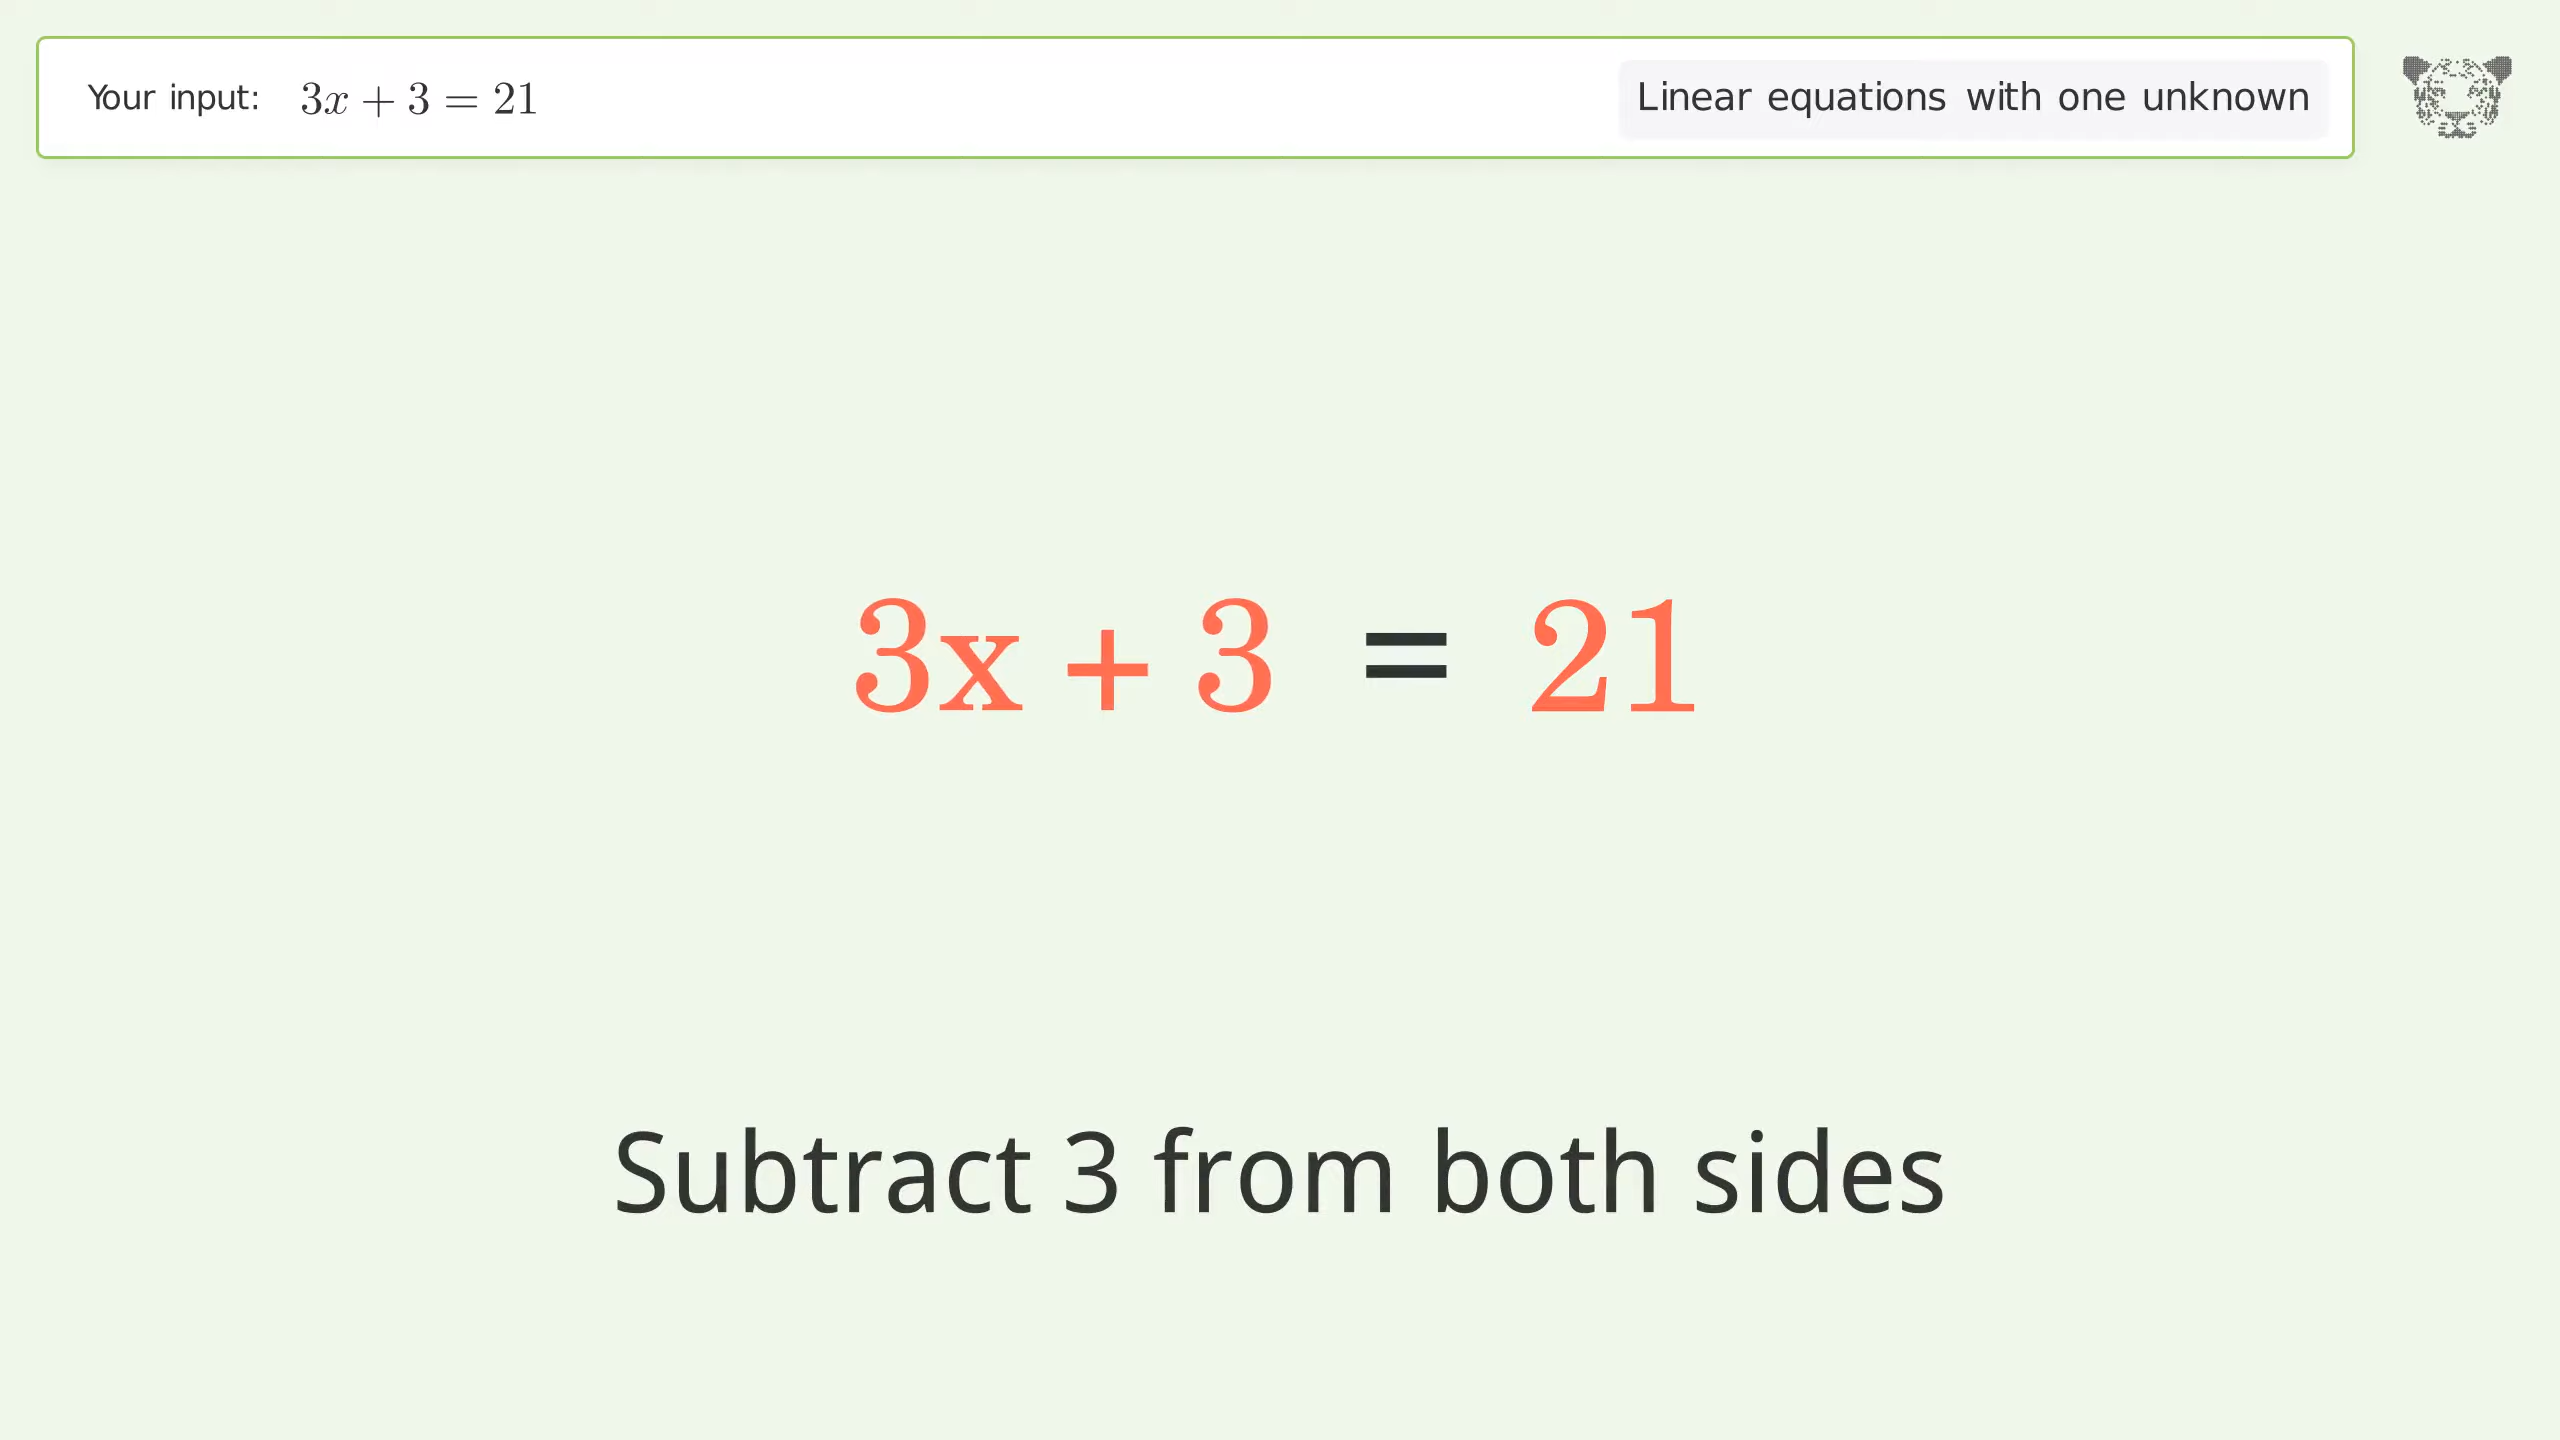 Your input: 3x + 3 = 21 Linear equations with one unknown
3x + 3 = 21
Subtract 3 from both sides